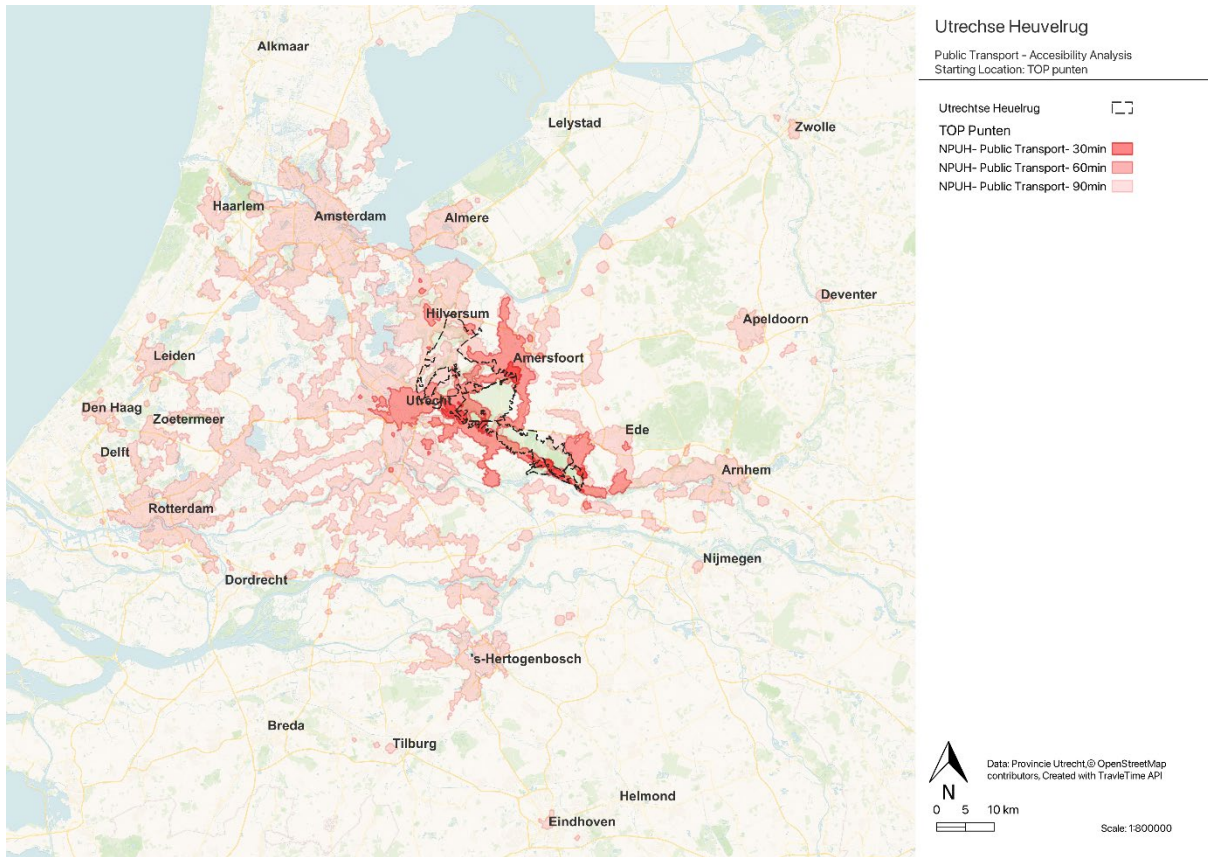 Utrechse Heuvelrug
Public Transport - Accesibility Analysis
Starting Location: TOP punten
Utrechtse Heuelrug
TOP Punten
NPUH- Public Transport- 30min
NPUH- Public Transport- 60min
NPUH- Public Transport- 90min
Alkmaar
Lelystad
Zwolle
Haarlem
Amsterdam
Almere
Deventer
Hilversum
Apeldoorn
Leiden
Amersfoort
Den Haag
Utrecht
Zoetermeer
Ede
Delft
Arnhem
Rotterdam
Nijmegen
Dordrecht
's-Hertogenbosch
Breda
Tilburg
Helmond
Eindhoven
N
Data: Provincie Utrecht,© OpenStreetMap
contributors, Created with TravleTime API
0 5 10 km
Scale: 1:800000